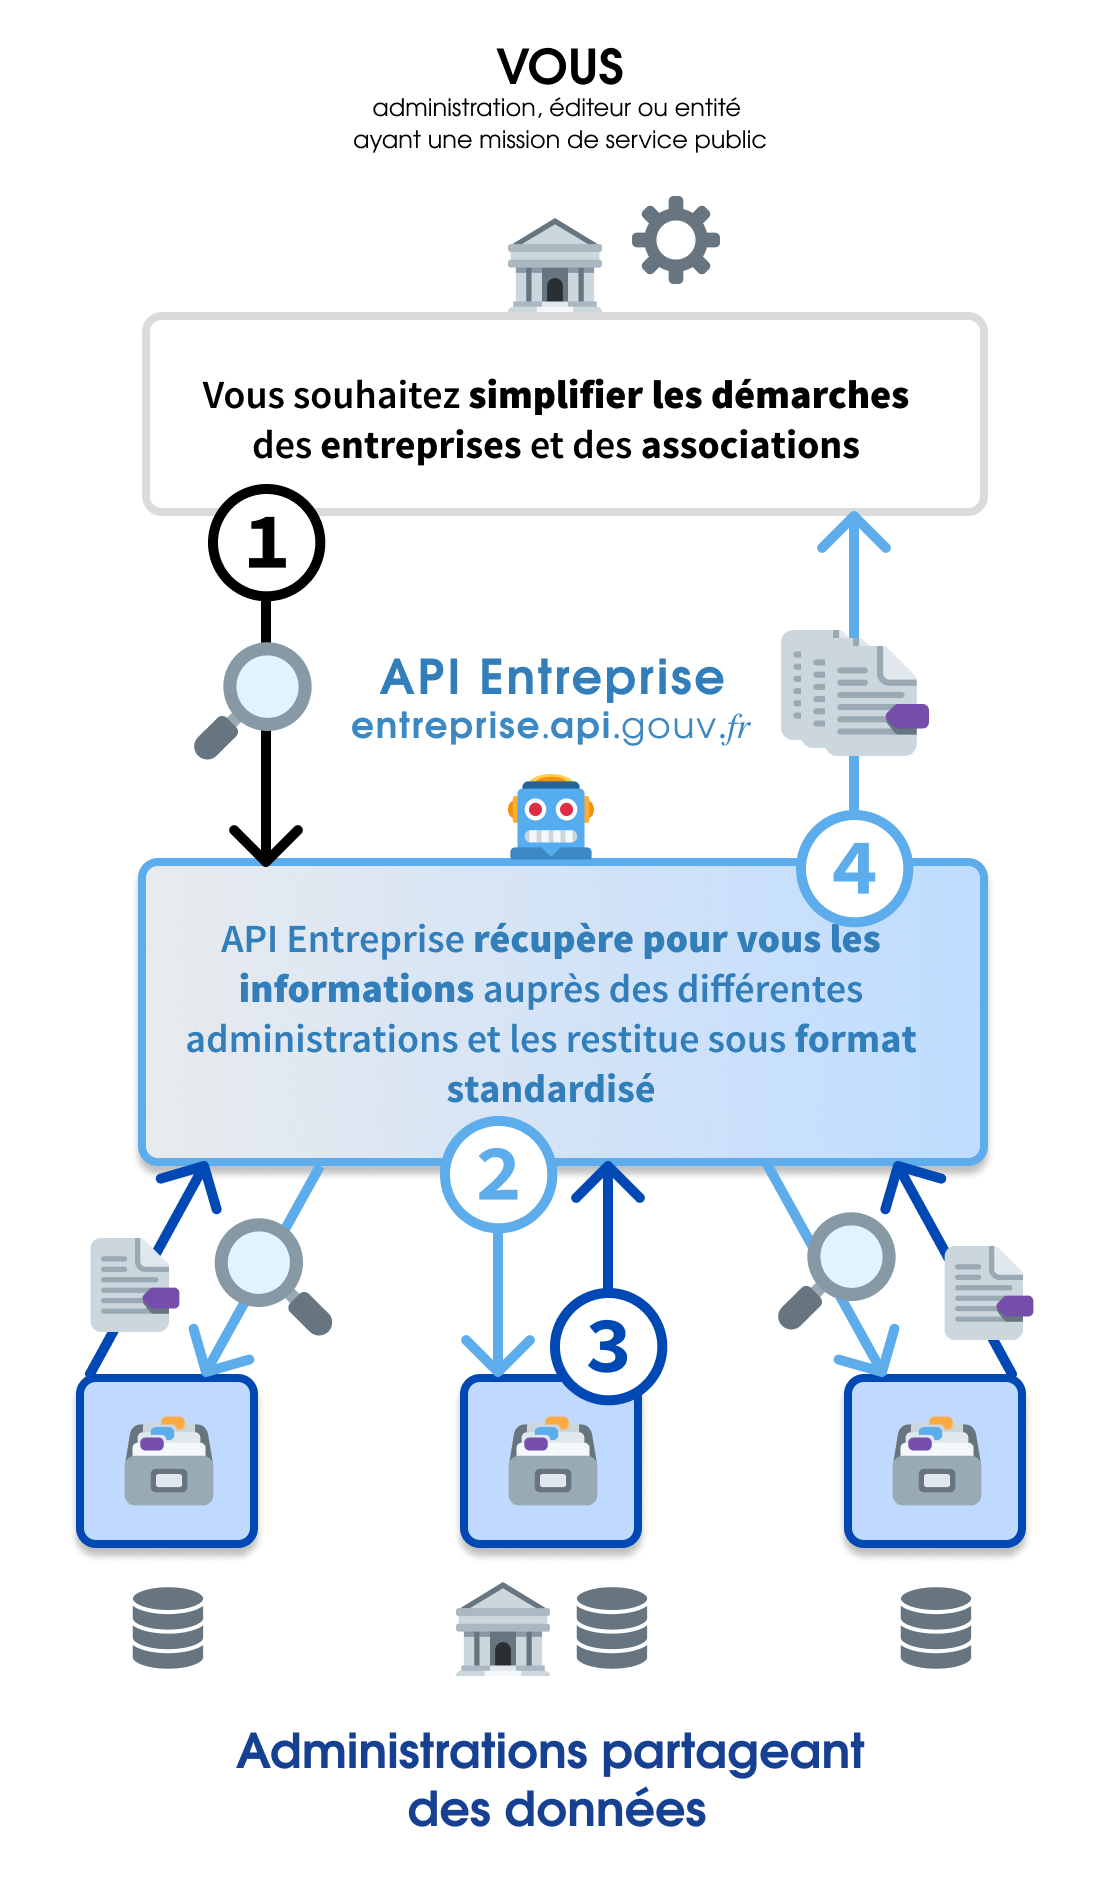 VOUS
administration, éditeur ou entité
ayant une mission de service public
Vous souhaitez simplifier les démarches
des entreprises et des associations
1
API Entreprise
entreprise.api.gouv.fr
4
API Entreprise récupère pour vous les
informations auprès des différentes
administrations et les restitue sous format
standardisé
2
3
Administrations partageant
des données